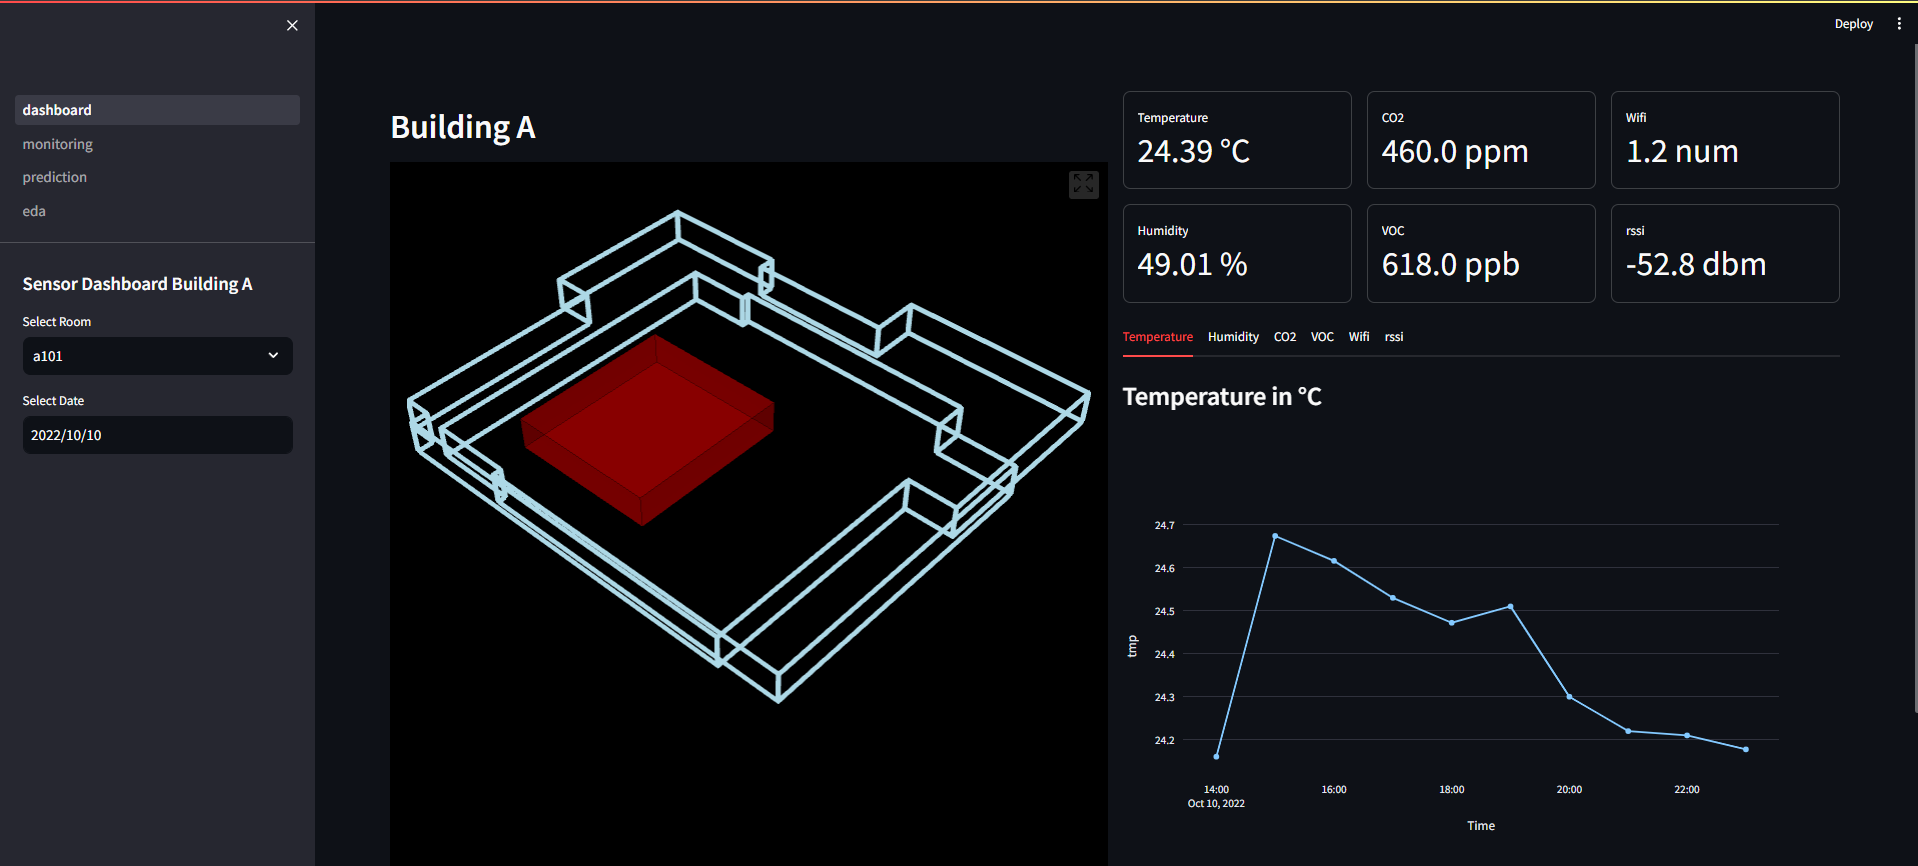 Deploy
dashboard
monitoring
prediction
eda
Sensor Dashboard Building A
Select Room
a101
Select Date
2022/10/10
Building A
Temperature
24.39 °C
CO2
460.0 ppm
Wifi
1.2 num
Humidity
49.01 %
VOC
618.0 ppb
rssi
-52.8 dbm
Temperature Humidity CO2 VOC Wifi rssi
Temperature in °C
24.7
24.6
24.5
24.4
24.3
24.2
tmp
14:00 16:00 18:00 20:00 22:00
Oct 10, 2022
Time